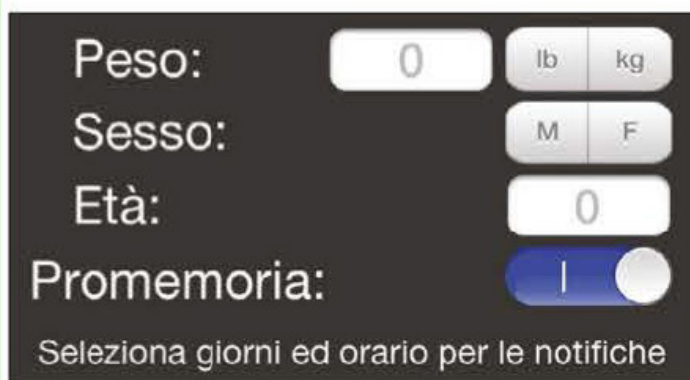 Peso: 0 lb kg
Sesso: M F
Età: 0
Promemoria:
Seleziona giorni ed orario per le notifiche